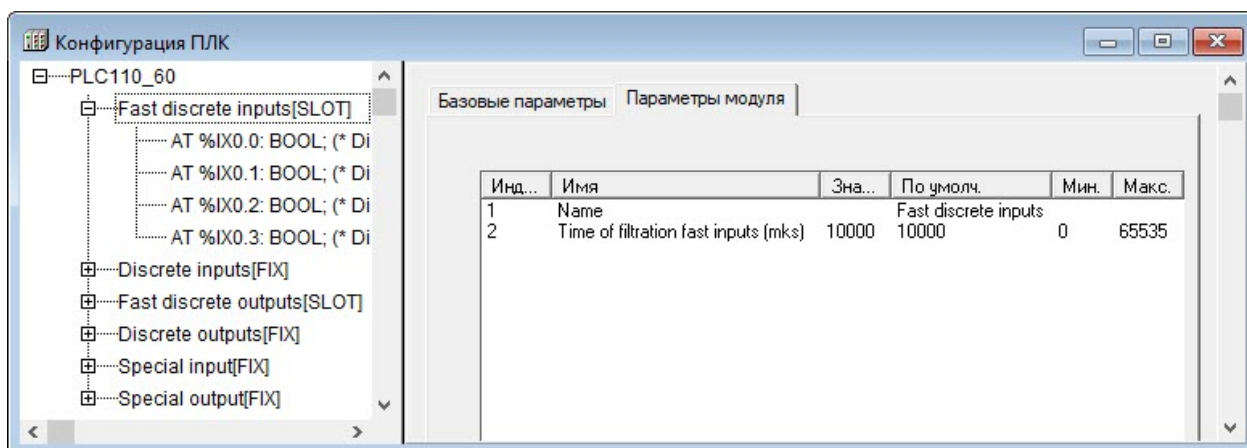 Конфигурация ПЛК
PLC110_60
Fast discrete inputs[SLOT]
AT %IX0.0: BOOL; (* Di
AT %IX0.1: BOOL; (* Di
AT %IX0.2: BOOL; (* Di
AT %IX0.3: BOOL; (* Di
Discrete inputs[FIX]
Fast discrete outputs[SLOT]
Discrete outputs[FIX]
Special input[FIX]
Special output[FIX]
Базовые параметры Параметры модуля
Инд... Имя Зна... По умолч. Мин. Макс.
1 Name Fast discrete inputs
2 Time of filtration fast inputs (mks) 10000 10000 0 65535